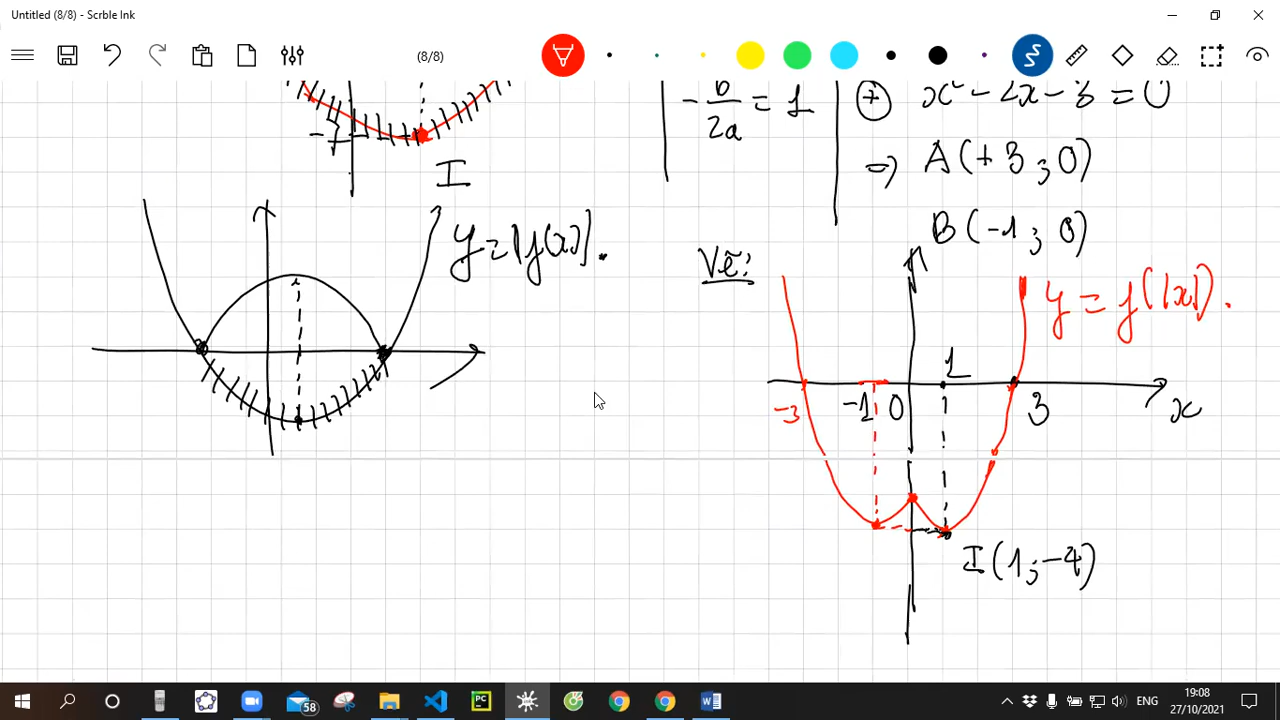 Untitled (8/8) - Scrble Ink
(8/8)
-b/2a = 1
⊕ x² - 2x - 3 = 0
⇒ A(+3; 0)
B(-1; 0)
I
y = |f(x)|.
Vẽ:
y = f(|x|).
1
-3
-1
0
3
x
I(1; -4)
58
PC
W
ENG
19:08
27/10/2021